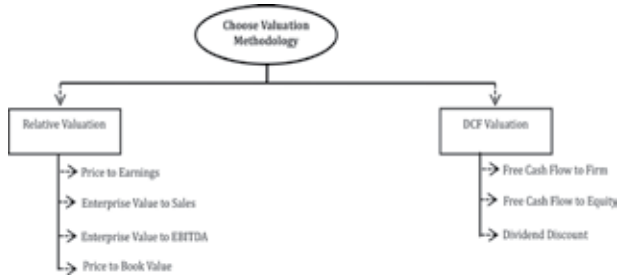 Choose Valuation
Methodology
Relative Valuation
DCF Valuation
Price to Earnings
Enterprise Value to Sales
Enterprise Value to EBITDA
Price to Book Value
Free Cash Flow to Firm
Free Cash Flow to Equity
Dividend Discount